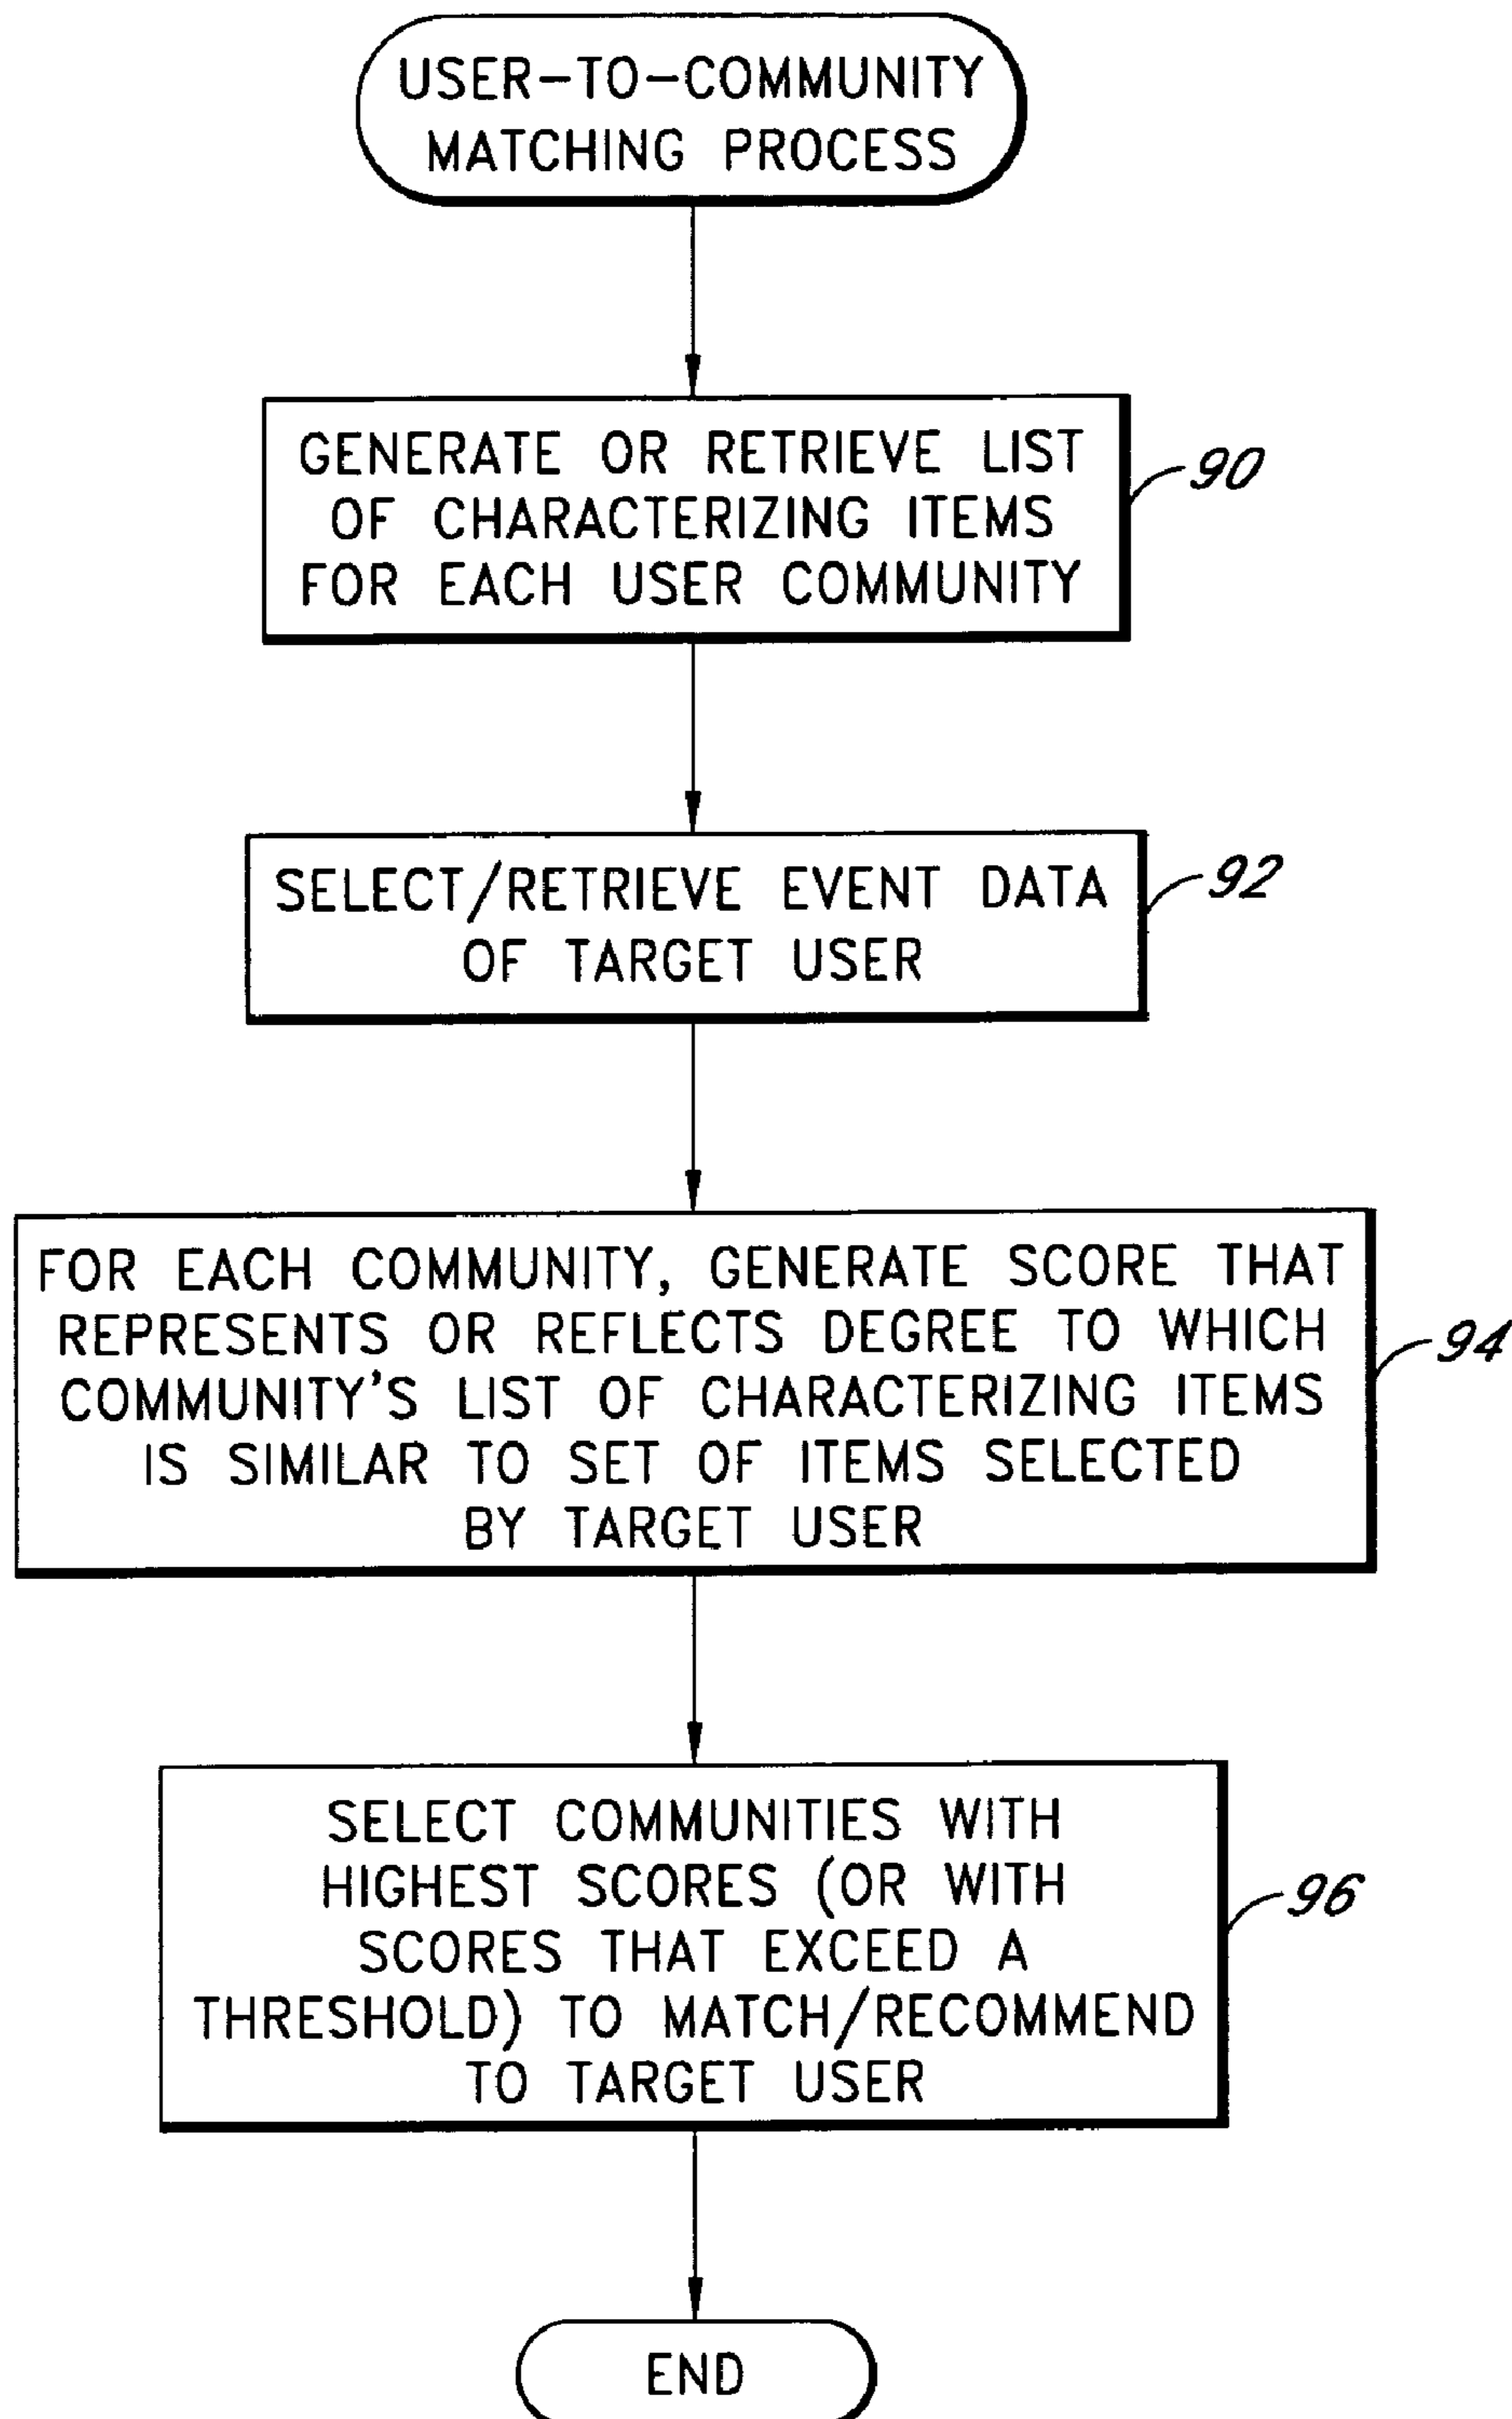 USER-TO-COMMUNITY
MATCHING PROCESS
GENERATE OR RETRIEVE LIST
OF CHARACTERIZING ITEMS
FOR EACH USER COMMUNITY
90
SELECT/RETRIEVE EVENT DATA
OF TARGET USER
92
FOR EACH COMMUNITY, GENERATE SCORE THAT
REPRESENTS OR REFLECTS DEGREE TO WHICH
COMMUNITY'S LIST OF CHARACTERIZING ITEMS
IS SIMILAR TO SET OF ITEMS SELECTED
BY TARGET USER
94
SELECT COMMUNITIES WITH
HIGHEST SCORES (OR WITH
SCORES THAT EXCEED A
THRESHOLD) TO MATCH/RECOMMEND
TO TARGET USER
96
END